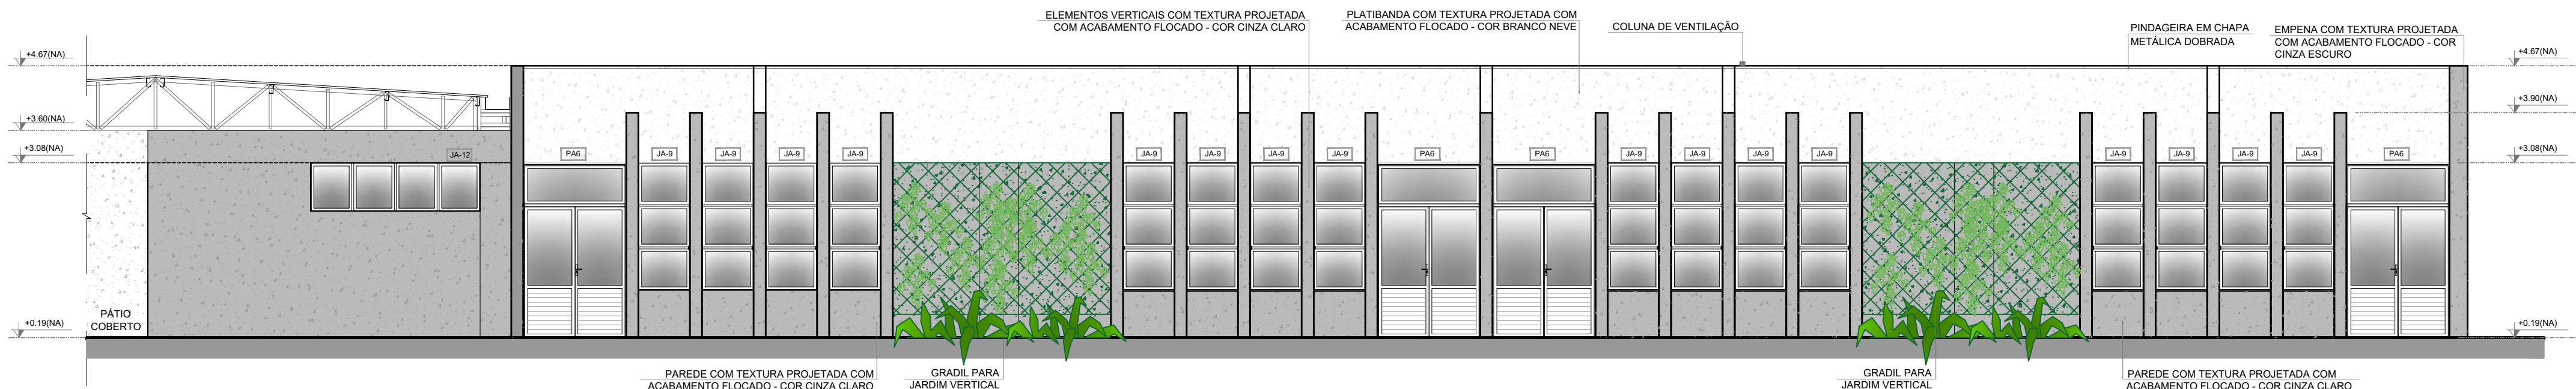 ELEMENTOS VERTICAIS COM TEXTURA PROJETADA
COM ACABAMENTO FLOCADO - COR CINZA CLARO
PLATIBANDA COM TEXTURA PROJETADA COM
ACABAMENTO FLOCADO - COR BRANCO NEVE
COLUNA DE VENTILAÇÃO
PINDAGEIRA EM CHAPA
METÁLICA DOBRADA
EMPENA COM TEXTURA PROJETADA
COM ACABAMENTO FLOCADO - COR
CINZA ESCURO
+4.67(NA)
+4.67(NA)
+3.90(NA)
+3.60(NA)
+3.08(NA)
+3.08(NA)
JA-12
PA6
JA-9
JA-9
JA-9
JA-9
JA-9
JA-9
JA-9
JA-9
PA6
PA6
JA-9
JA-9
JA-9
JA-9
JA-9
JA-9
JA-9
JA-9
PA6
PÁTIO
COBERTO
+0.19(NA)
+0.19(NA)
PAREDE COM TEXTURA PROJETADA COM
ACABAMENTO FLOCADO - COR CINZA CLARO
GRADIL PARA
JARDIM VERTICAL
GRADIL PARA
JARDIM VERTICAL
PAREDE COM TEXTURA PROJETADA COM
ACABAMENTO FLOCADO - COR CINZA CLARO